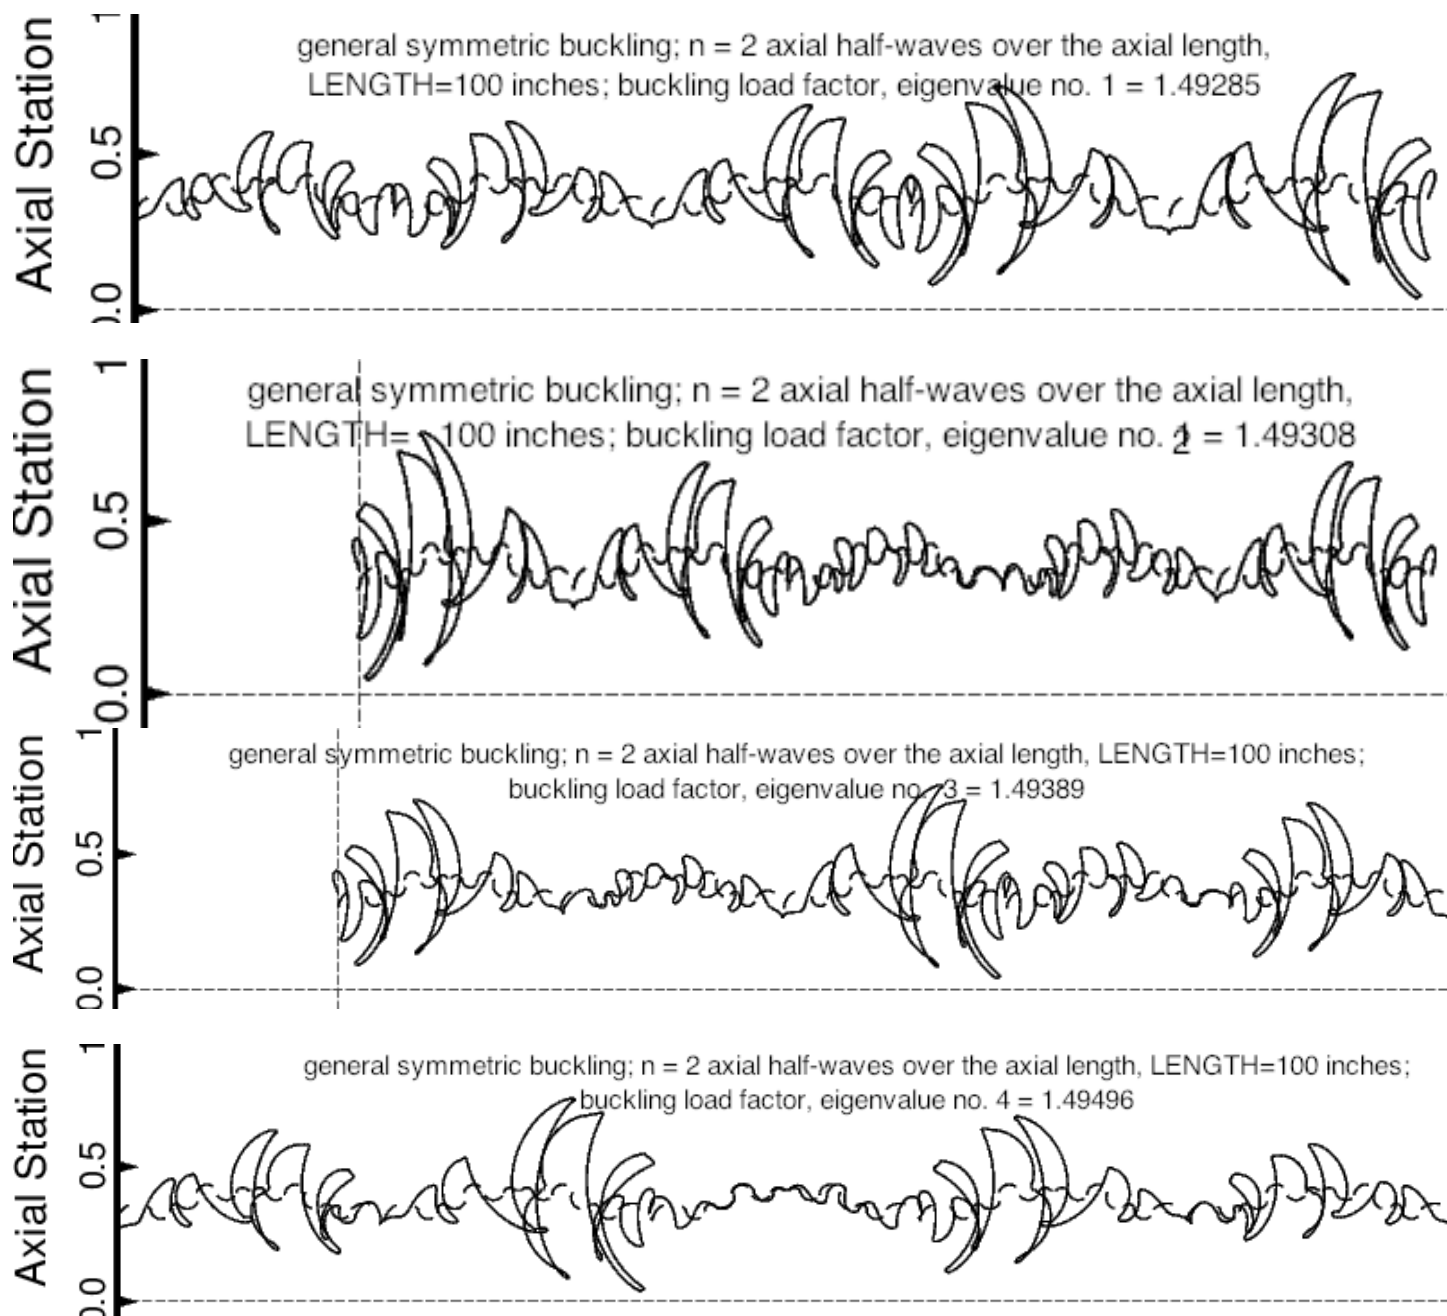 Axial Station
1
0.5
0.0
general symmetric buckling; n = 2 axial half-waves over the axial length,
LENGTH=100 inches; buckling load factor, eigenvalue no. 1 = 1.49285
Axial Station
1
0.5
0.0
general symmetric buckling; n = 2 axial half-waves over the axial length,
LENGTH= 100 inches; buckling load factor, eigenvalue no. 2 = 1.49308
Axial Station
1
0.5
0.0
general symmetric buckling; n = 2 axial half-waves over the axial length, LENGTH=100 inches;
buckling load factor, eigenvalue no. 3 = 1.49389
Axial Station
1
0.5
0.0
general symmetric buckling; n = 2 axial half-waves over the axial length, LENGTH=100 inches;
buckling load factor, eigenvalue no. 4 = 1.49496